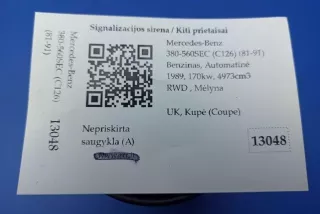 Signalizacijos sirena / Kiti prietaisai
Mercedes-Benz
380-560SEC (C126) (81-91)
Benzinas, Automatinė
1989, 170kw, 4973cm3
RWD , Mėlyna
UK, Kupė (Coupe)
13048
Nepriskirta
saugykla (A)
Mercedes-Benz
380-560SEC (C126)
(81-91)
13048